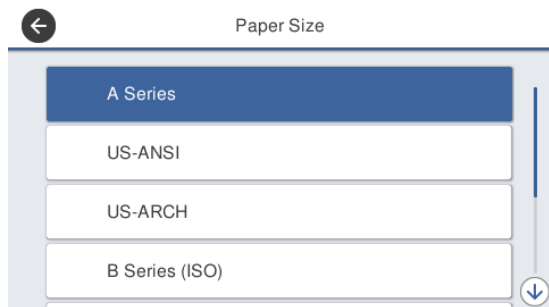 Paper Size
A Series
US-ANSI
US-ARCH
B Series (ISO)